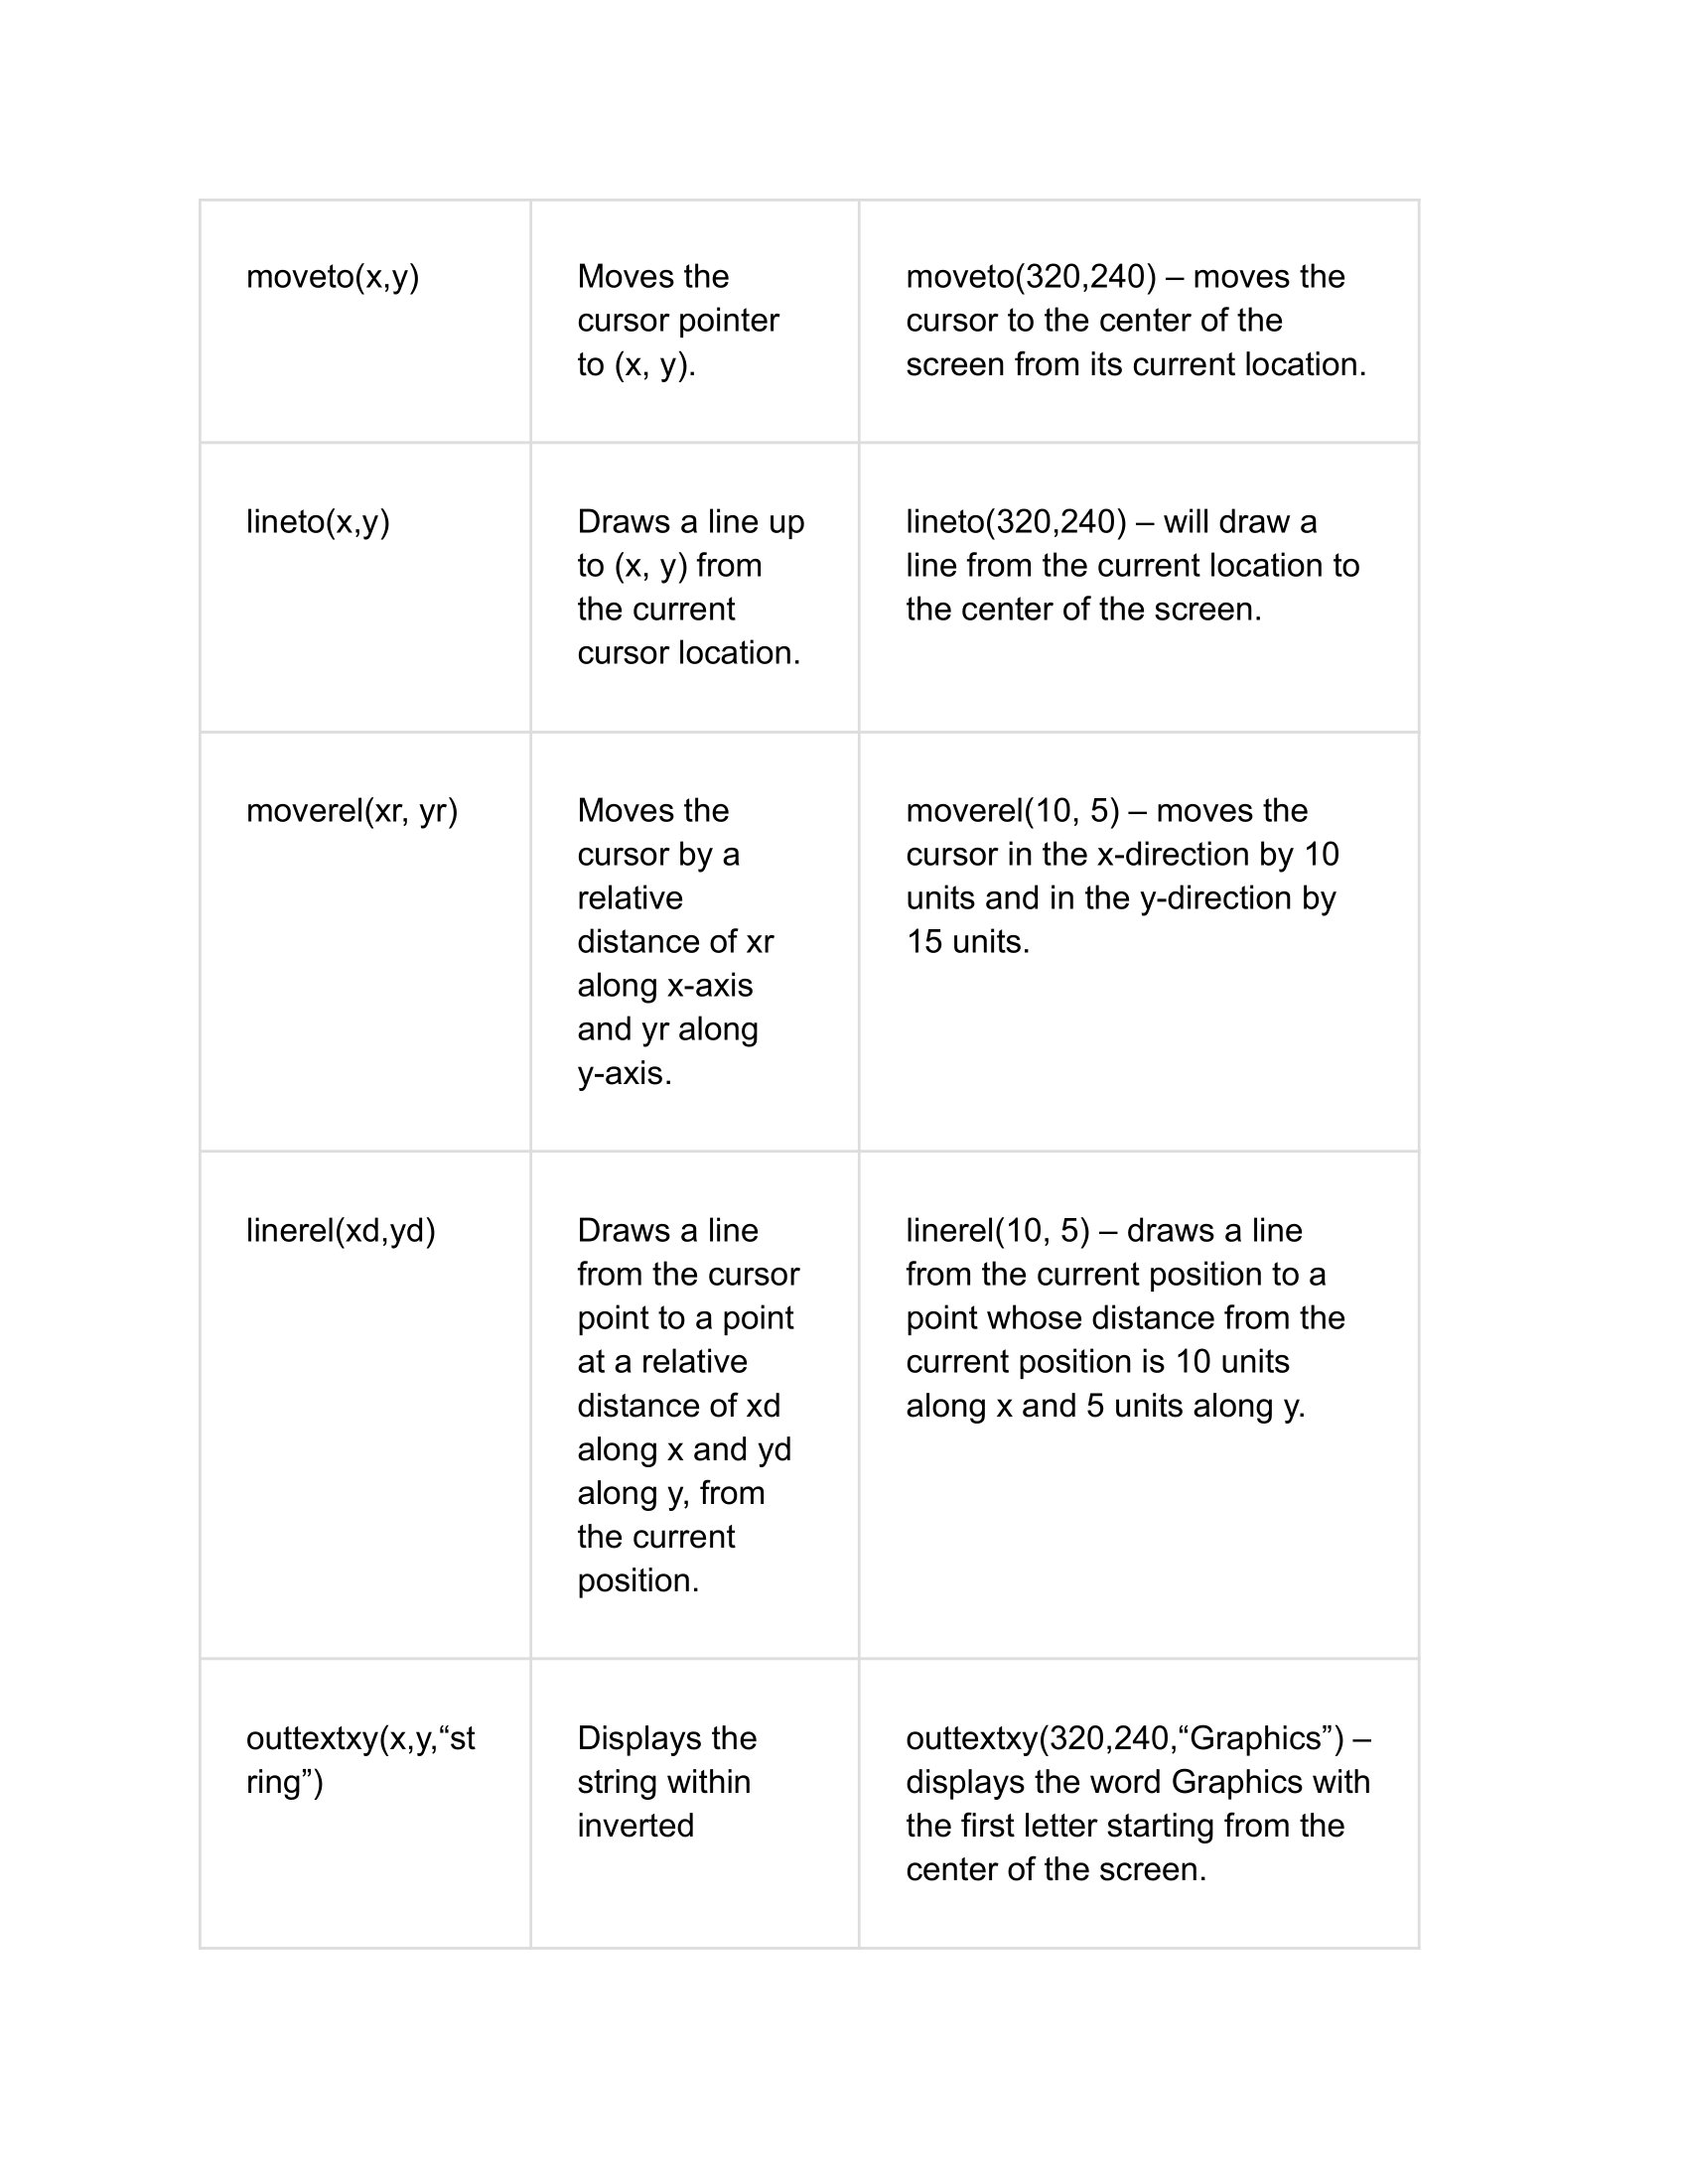 moveto(x,y)
Moves the
cursor pointer
to (x, y).
moveto(320,240) – moves the
cursor to the center of the
screen from its current location.
lineto(x,y)
Draws a line up
to (x, y) from
the current
cursor location.
lineto(320,240) – will draw a
line from the current location to
the center of the screen.
moverel(xr, yr)
Moves the
cursor by a
relative
distance of xr
along x-axis
and yr along
y-axis.
moverel(10, 5) – moves the
cursor in the x-direction by 10
units and in the y-direction by
15 units.
linerel(xd,yd)
Draws a line
from the cursor
point to a point
at a relative
distance of xd
along x and yd
along y, from
the current
position.
linerel(10, 5) – draws a line
from the current position to a
point whose distance from the
current position is 10 units
along x and 5 units along y.
outtextxy(x,y,“st
ring”)
Displays the
string within
inverted
outtextxy(320,240,“Graphics”) –
displays the word Graphics with
the first letter starting from the
center of the screen.